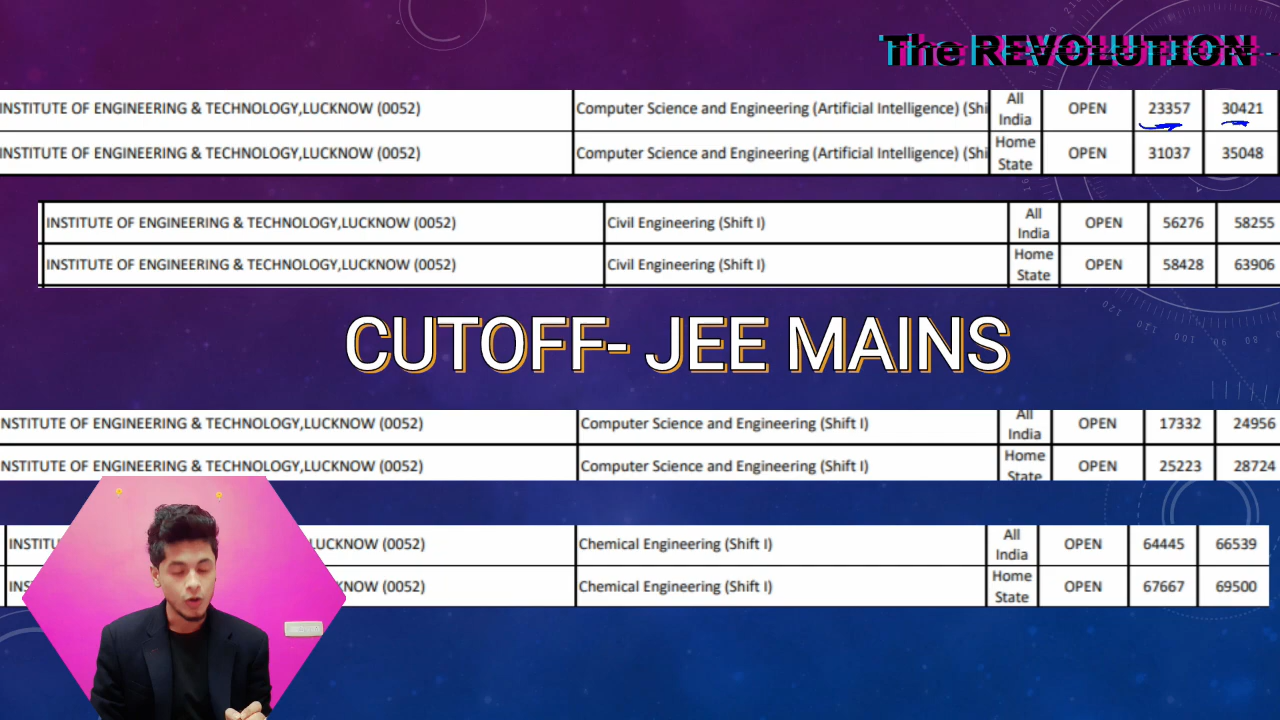 The REVOLUTION
INSTITUTE OF ENGINEERING & TECHNOLOGY,LUCKNOW (0052) Computer Science and Engineering (Artificial Intelligence) (Shi All India OPEN 23357 30421
INSTITUTE OF ENGINEERING & TECHNOLOGY,LUCKNOW (0052) Computer Science and Engineering (Artificial Intelligence) (Shi Home State OPEN 31037 35048
INSTITUTE OF ENGINEERING & TECHNOLOGY,LUCKNOW (0052) Civil Engineering (Shift I) All India OPEN 56276 58255
INSTITUTE OF ENGINEERING & TECHNOLOGY,LUCKNOW (0052) Civil Engineering (Shift I) Home State OPEN 58428 63906
CUTOFF- JEE MAINS
NSTITUTE OF ENGINEERING & TECHNOLOGY,LUCKNOW (0052) Computer Science and Engineering (Shift I) All India OPEN 17332 24956
NSTITUTE OF ENGINEERING & TECHNOLOGY,LUCKNOW (0052) Computer Science and Engineering (Shift I) Home State OPEN 25223 28724
INSTITU LUCKNOW (0052) Chemical Engineering (Shift I) All India OPEN 64445 66539
INS KNOW (0052) Chemical Engineering (Shift I) Home State OPEN 67667 69500